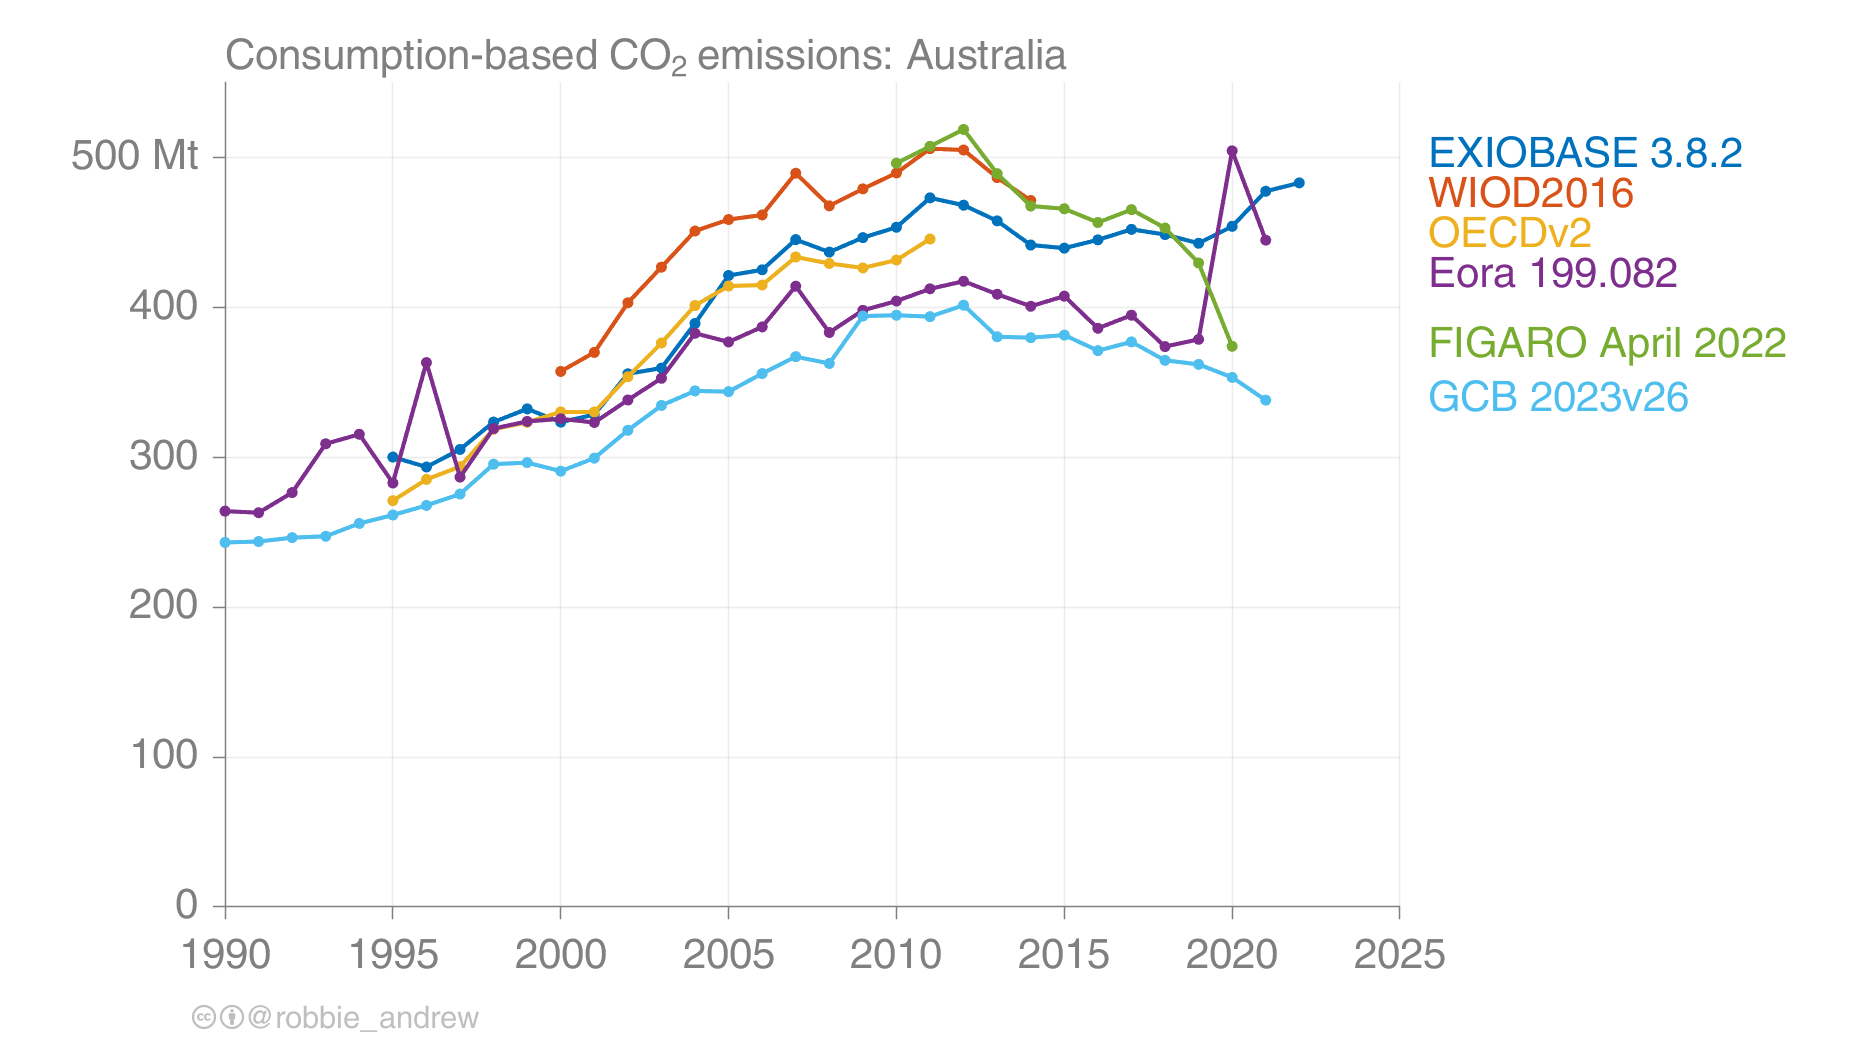 Consumption-based CO₂ emissions: Australia
500 Mt
400
300
200
100
0
1990 1995 2000 2005 2010 2015 2020 2025
EXIOBASE 3.8.2
WIOD2016
OECDv2
Eora 199.082
FIGARO April 2022
GCB 2023v26
@robbie_andrew